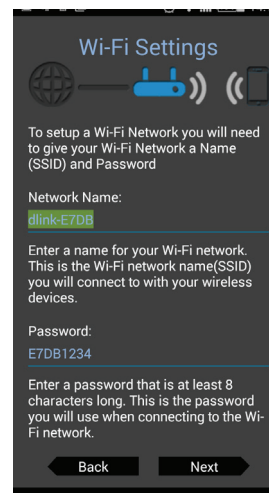 Wi-Fi Settings
To setup a Wi-Fi Network you will need
to give your Wi-Fi Network a Name
(SSID) and Password
Network Name:
dlink-E7DB
Enter a name for your Wi-Fi network.
This is the Wi-Fi network name(SSID)
you will connect to with your wireless
devices.
Password:
E7DB1234
Enter a password that is at least 8
characters long. This is the password
you will use when connecting to the Wi-
Fi network.
Back Next